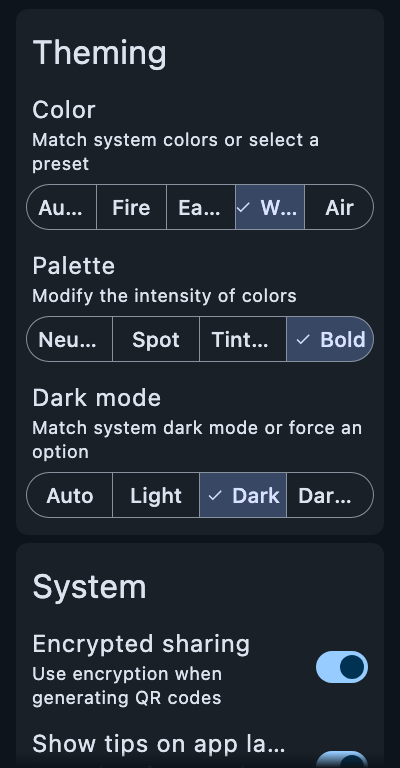 Theming
Color
Match system colors or select a
preset
Au... Fire Ea... W... Air
Palette
Modify the intensity of colors
Neu... Spot Tint... Bold
Dark mode
Match system dark mode or force an
option
Auto Light Dark Dar...
System
Encrypted sharing
Use encryption when
generating QR codes
Show tips on app la...